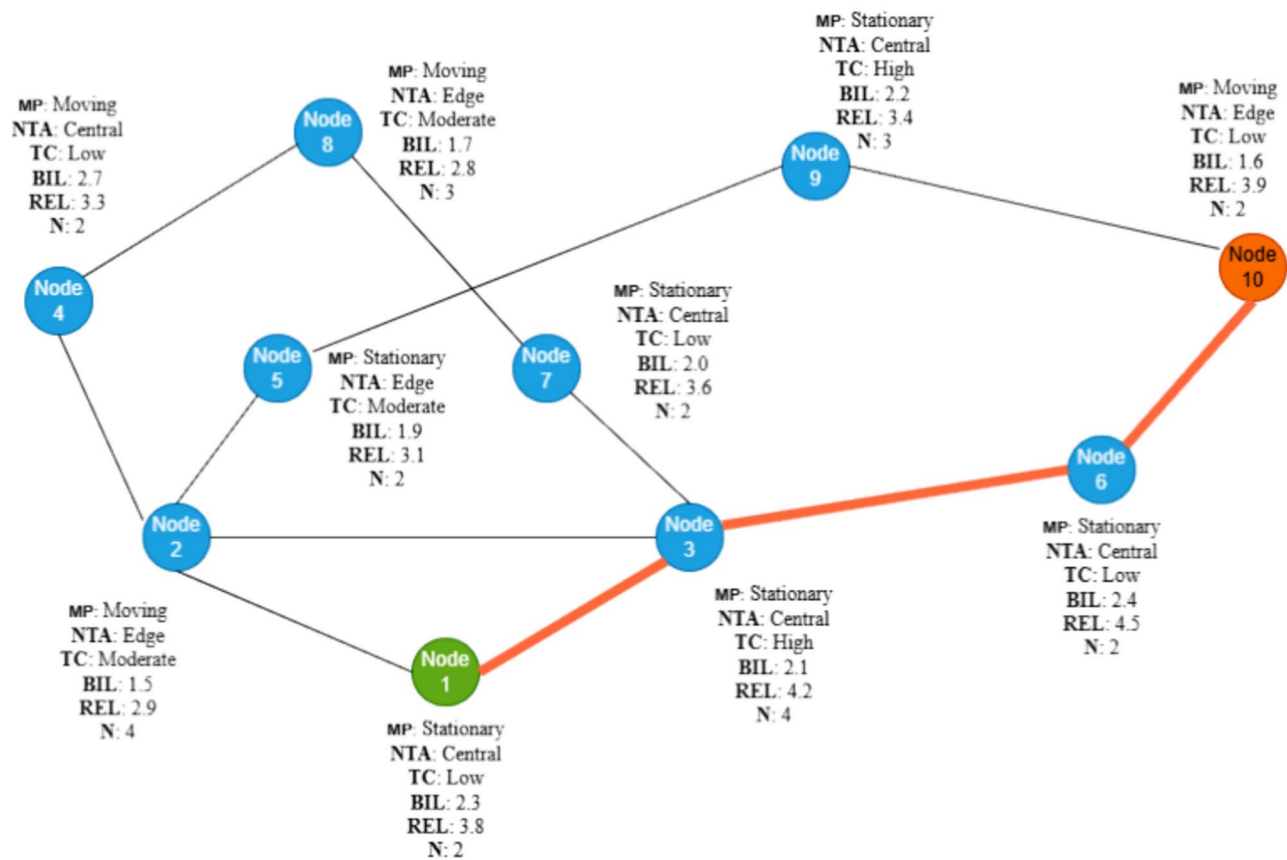 MP: Stationary
NTA: Central
TC: High
BIL: 2.2
REL: 3.4
N: 3
Node
9
MP: Moving
NTA: Edge
TC: Moderate
BIL: 1.7
REL: 2.8
N: 3
Node
8
MP: Moving
NTA: Edge
TC: Low
BIL: 1.6
REL: 3.9
N: 2
Node
10
MP: Moving
NTA: Central
TC: Low
BIL: 2.7
REL: 3.3
N: 2
Node
4
MP: Stationary
NTA: Central
TC: Low
BIL: 2.0
REL: 3.6
N: 2
Node
7
Node
5
MP: Stationary
NTA: Edge
TC: Moderate
BIL: 1.9
REL: 3.1
N: 2
Node
6
MP: Stationary
NTA: Central
TC: Low
BIL: 2.4
REL: 4.5
N: 2
Node
2
MP: Moving
NTA: Edge
TC: Moderate
BIL: 1.5
REL: 2.9
N: 4
Node
3
MP: Stationary
NTA: Central
TC: High
BIL: 2.1
REL: 4.2
N: 4
Node
1
MP: Stationary
NTA: Central
TC: Low
BIL: 2.3
REL: 3.8
N: 2